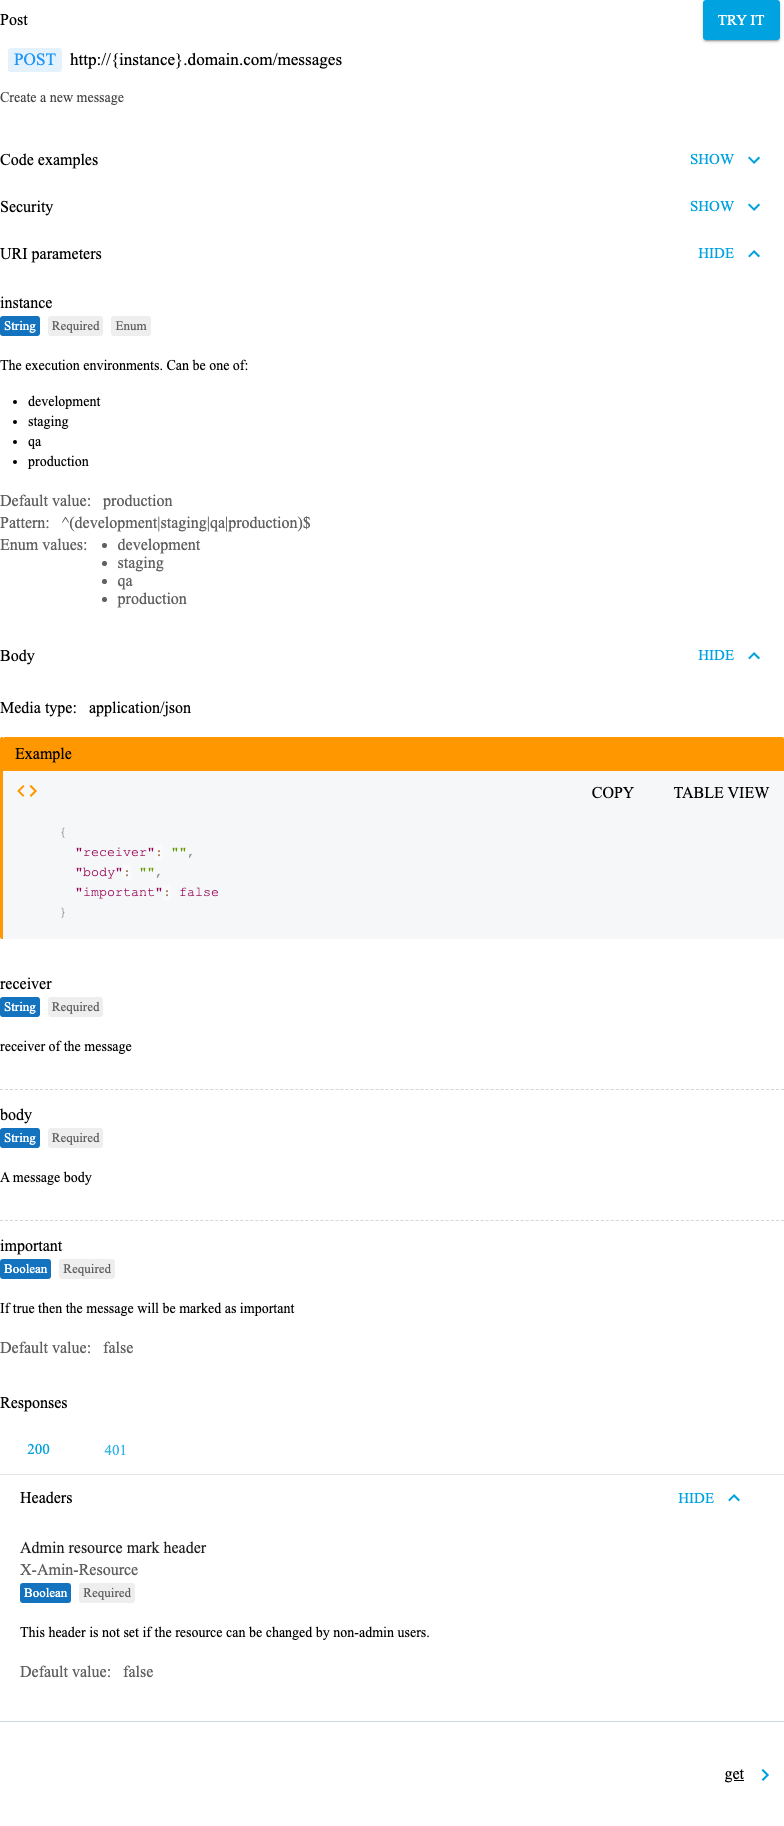 Post
TRY IT
POST http://{instance}.domain.com/messages
Create a new message
Code examples SHOW
Security SHOW
URI parameters HIDE
instance
String Required Enum
The execution environments. Can be one of:
• development
• staging
• qa
• production
Default value: production
Pattern: ^(development|staging|qa|production)$
Enum values: • development
• staging
• qa
• production
Body HIDE
Media type: application/json
Example
<> COPY TABLE VIEW
{
"receiver": "",
"body": "",
"important": false
}
receiver
String Required
receiver of the message
body
String Required
A message body
important
Boolean Required
If true then the message will be marked as important
Default value: false
Responses
200 401
Headers HIDE
Admin resource mark header
X-Amin-Resource
Boolean Required
This header is not set if the resource can be changed by non-admin users.
Default value: false
get